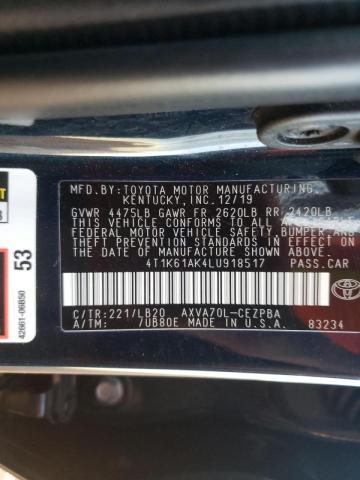 MFD.BY:TOYOTA MOTOR MANUFACTURING,
KENTUCKY, INC. 12/19
GVWR 4475LB GAWR FR 2620LB RR 2420LB
THIS VEHICLE CONFORMS TO ALL
FEDERAL MOTOR VEHICLE SAFETY, BUMPER, AND
THEFT PREVENTION STANDARDS IN EFFECT ON
THE DATE OF MANUFACTURE SHOWN ABOVE.
4T1K61AK4LU918517 PASS.CAR
C/TR:221/LB20 AXVA70L-CEZPBA
A/TM: /UB80E MADE IN U.S.A. 83234
TOYOTA
53
42661-06B50